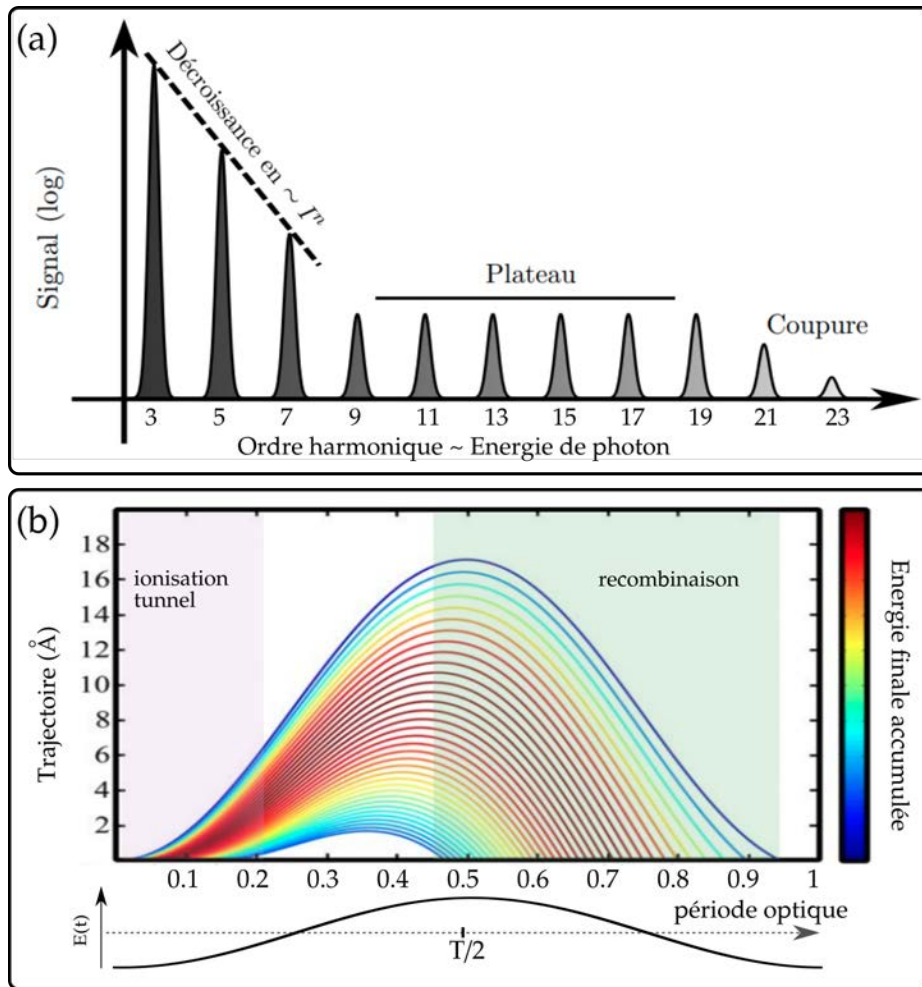 (a)
Signal (log)
Décroissance en ~ Iⁿ
Plateau
Coupure
3 5 7 9 11 13 15 17 19 21 23
Ordre harmonique ~ Energie de photon
(b)
Trajectoire (Å)
18
16
14
12
10
8
6
4
2
ionisation
tunnel
recombinaison
Energie finale accumulée
0.1 0.2 0.3 0.4 0.5 0.6 0.7 0.8 0.9 1
période optique
E(t)
T/2